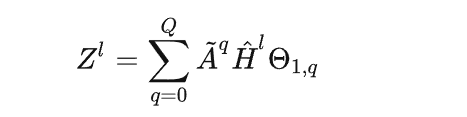 $Z^l = \sum_{q=0}^{Q} \tilde{A}^q \hat{H}^l \Theta_{1,q}$